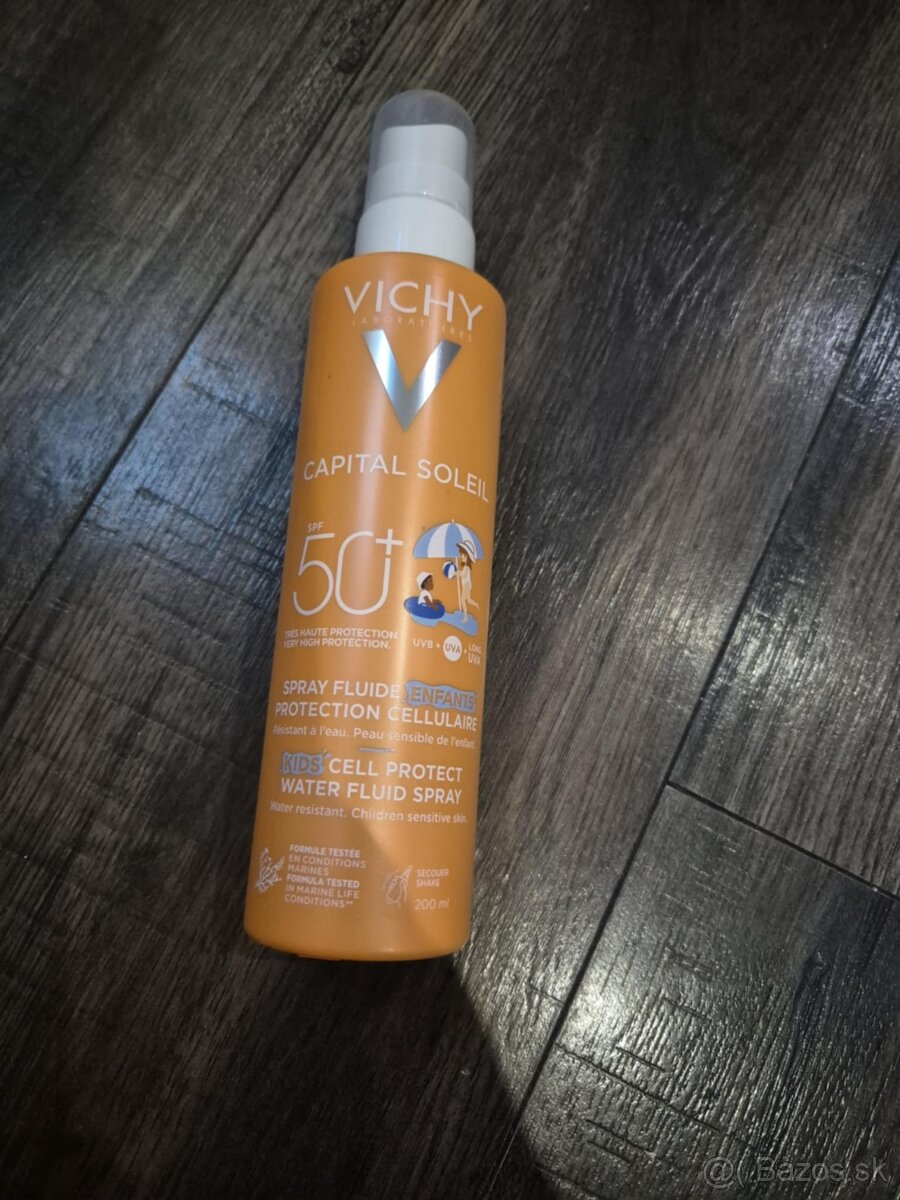 VICHY
LABORATOIRES
CAPITAL SOLEIL
SPF
50+
TRÈS HAUTE PROTECTION
VERY HIGH PROTECTION.
UVB + UVA + LONG UVA
SPRAY FLUIDE ENFANTS
PROTECTION CELLULAIRE
Résistant à l'eau. Peau sensible de l'enfant.
KIDS CELL PROTECT
WATER FLUID SPRAY
Water resistant. Children sensitive skin.
FORMULE TESTÉE
EN CONDITIONS
MARINES
FORMULA TESTED
IN MARINE LIFE
CONDITIONS**
SECOUER
SHAKE
200 ml
@ Bazos.sk